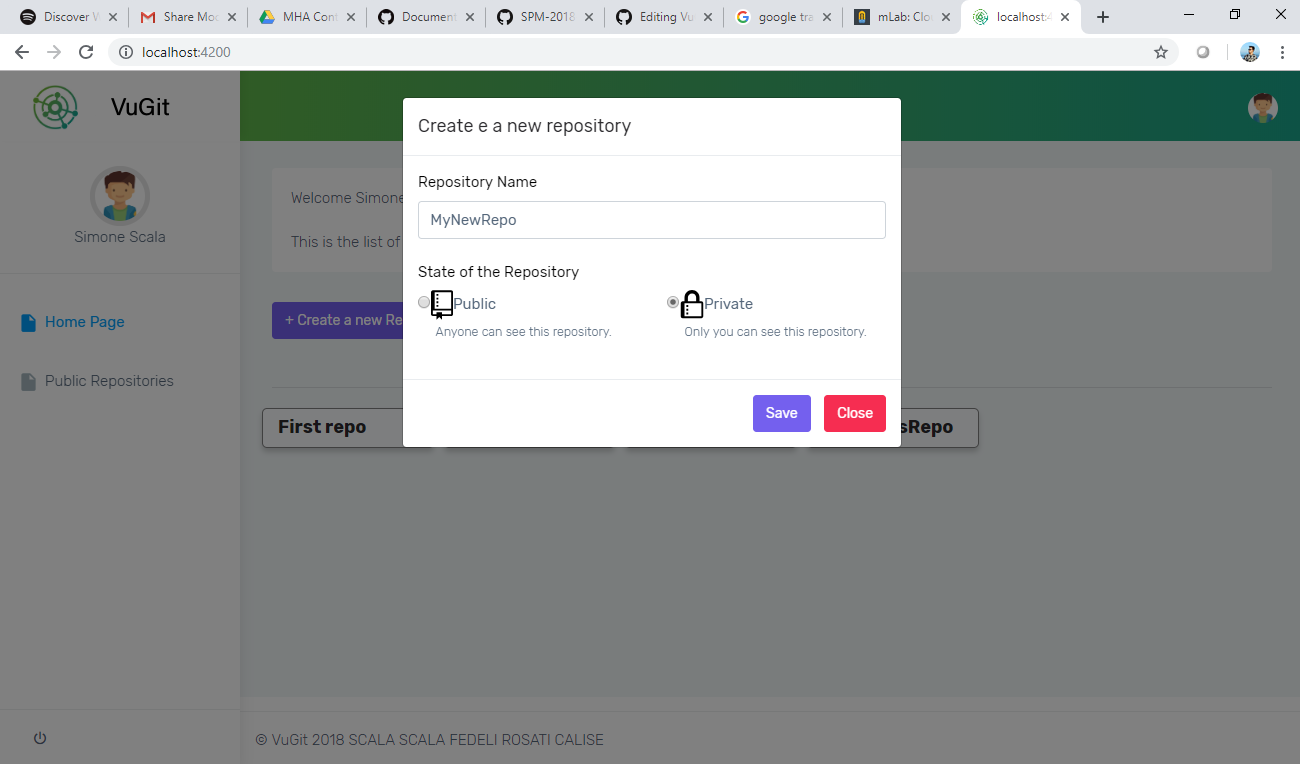 Discover W
Share Mod
MHA Cont
Document
SPM-2018
Editing Vu
google tra
mLab: Clo
localhost:4
localhost:4200
VuGit
Simone Scala
Home Page
Public Repositories
Welcome Simone
This is the list of
+ Create a new Re
First repo
sRepo
Create e a new repository
Repository Name
MyNewRepo
State of the Repository
Public
Private
Anyone can see this repository.
Only you can see this repository.
Save
Close
© VuGit 2018 SCALA SCALA FEDELI ROSATI CALISE